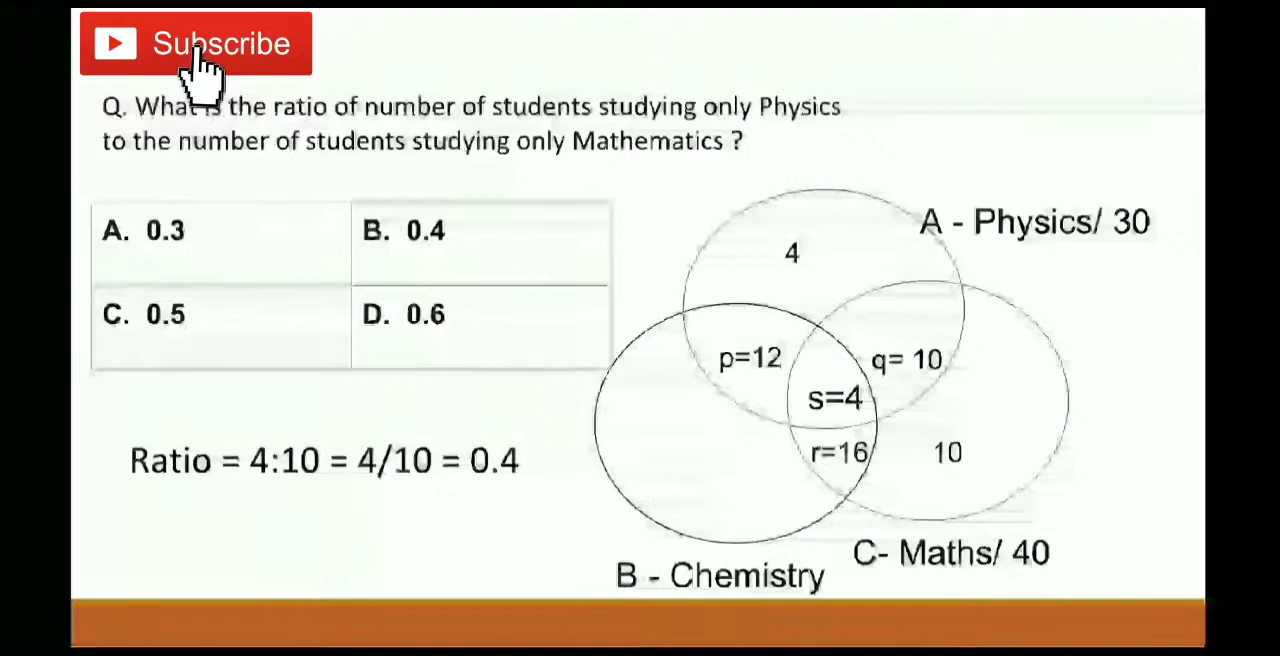 Subscribe
Q. What is the ratio of number of students studying only Physics
to the number of students studying only Mathematics ?
A. 0.3
B. 0.4
C. 0.5
D. 0.6
Ratio = 4:10 = 4/10 = 0.4
A - Physics/ 30
4
p=12
q= 10
s=4
r=16
10
C- Maths/ 40
B - Chemistry